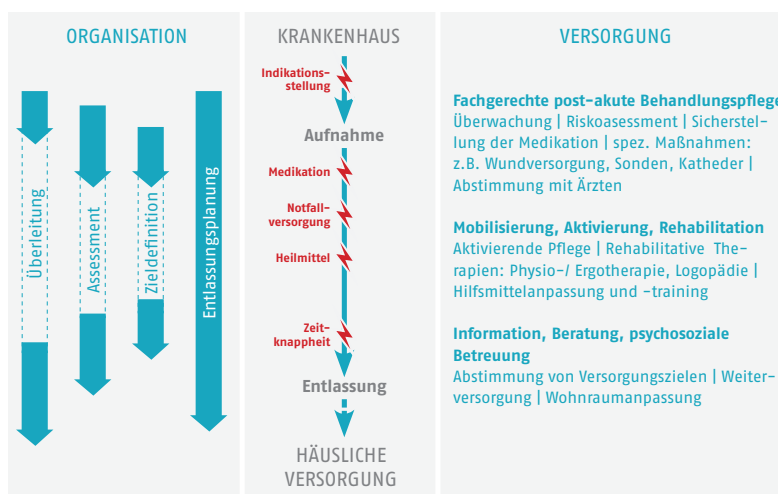 ORGANISATION
Überleitung
Assessment
Zieldefinition
Entlassungsplanung
KRANKENHAUS
Indikations-
stellung
Aufnahme
Medikation
Notfall-
versorgung
Heilmittel
Zeit-
knappheit
Entlassung
HÄUSLICHE
VERSORGUNG
VERSORGUNG
Fachgerechte post-akute Behandlungspflege
Überwachung | Riskoasessment | Sicherstel-
lung der Medikation | spez. Maßnahmen:
z.B. Wundversorgung, Sonden, Katheder |
Abstimmung mit Ärzten
Mobilisierung, Aktivierung, Rehabilitation
Aktivierende Pflege | Rehabilitative The-
rapien: Physio-/ Ergotherapie, Logopädie |
Hilfsmittelanpassung und -training
Information, Beratung, psychosoziale
Betreuung
Abstimmung von Versorgungszielen | Weiter-
versorgung | Wohnraumanpassung